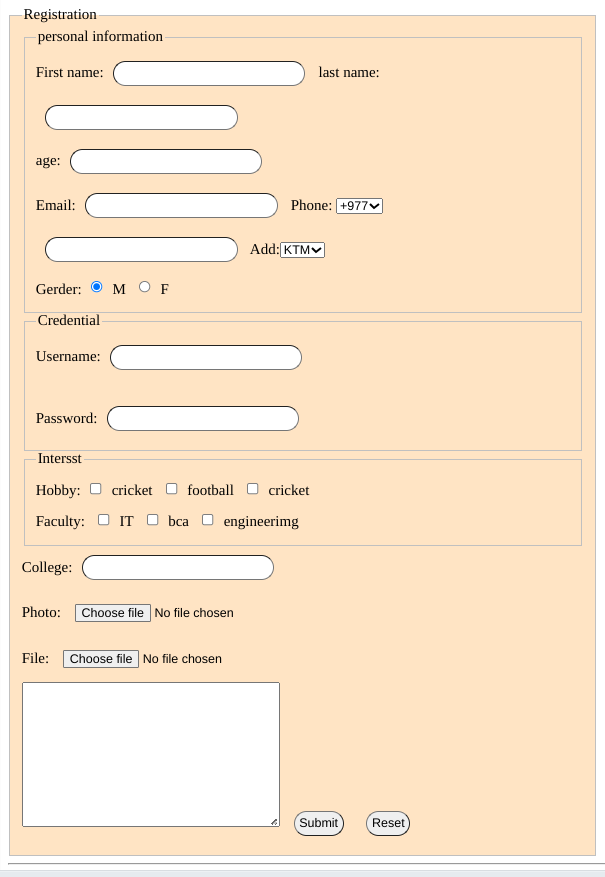 Registration
personal information
First name: last name:
age:
Email: Phone: +977
Add: KTM
Gerder: M F
Credential
Username:
Password:
Intersst
Hobby: cricket football cricket
Faculty: IT bca engineerimg
College:
Photo: Choose file No file chosen
File: Choose file No file chosen
Submit Reset